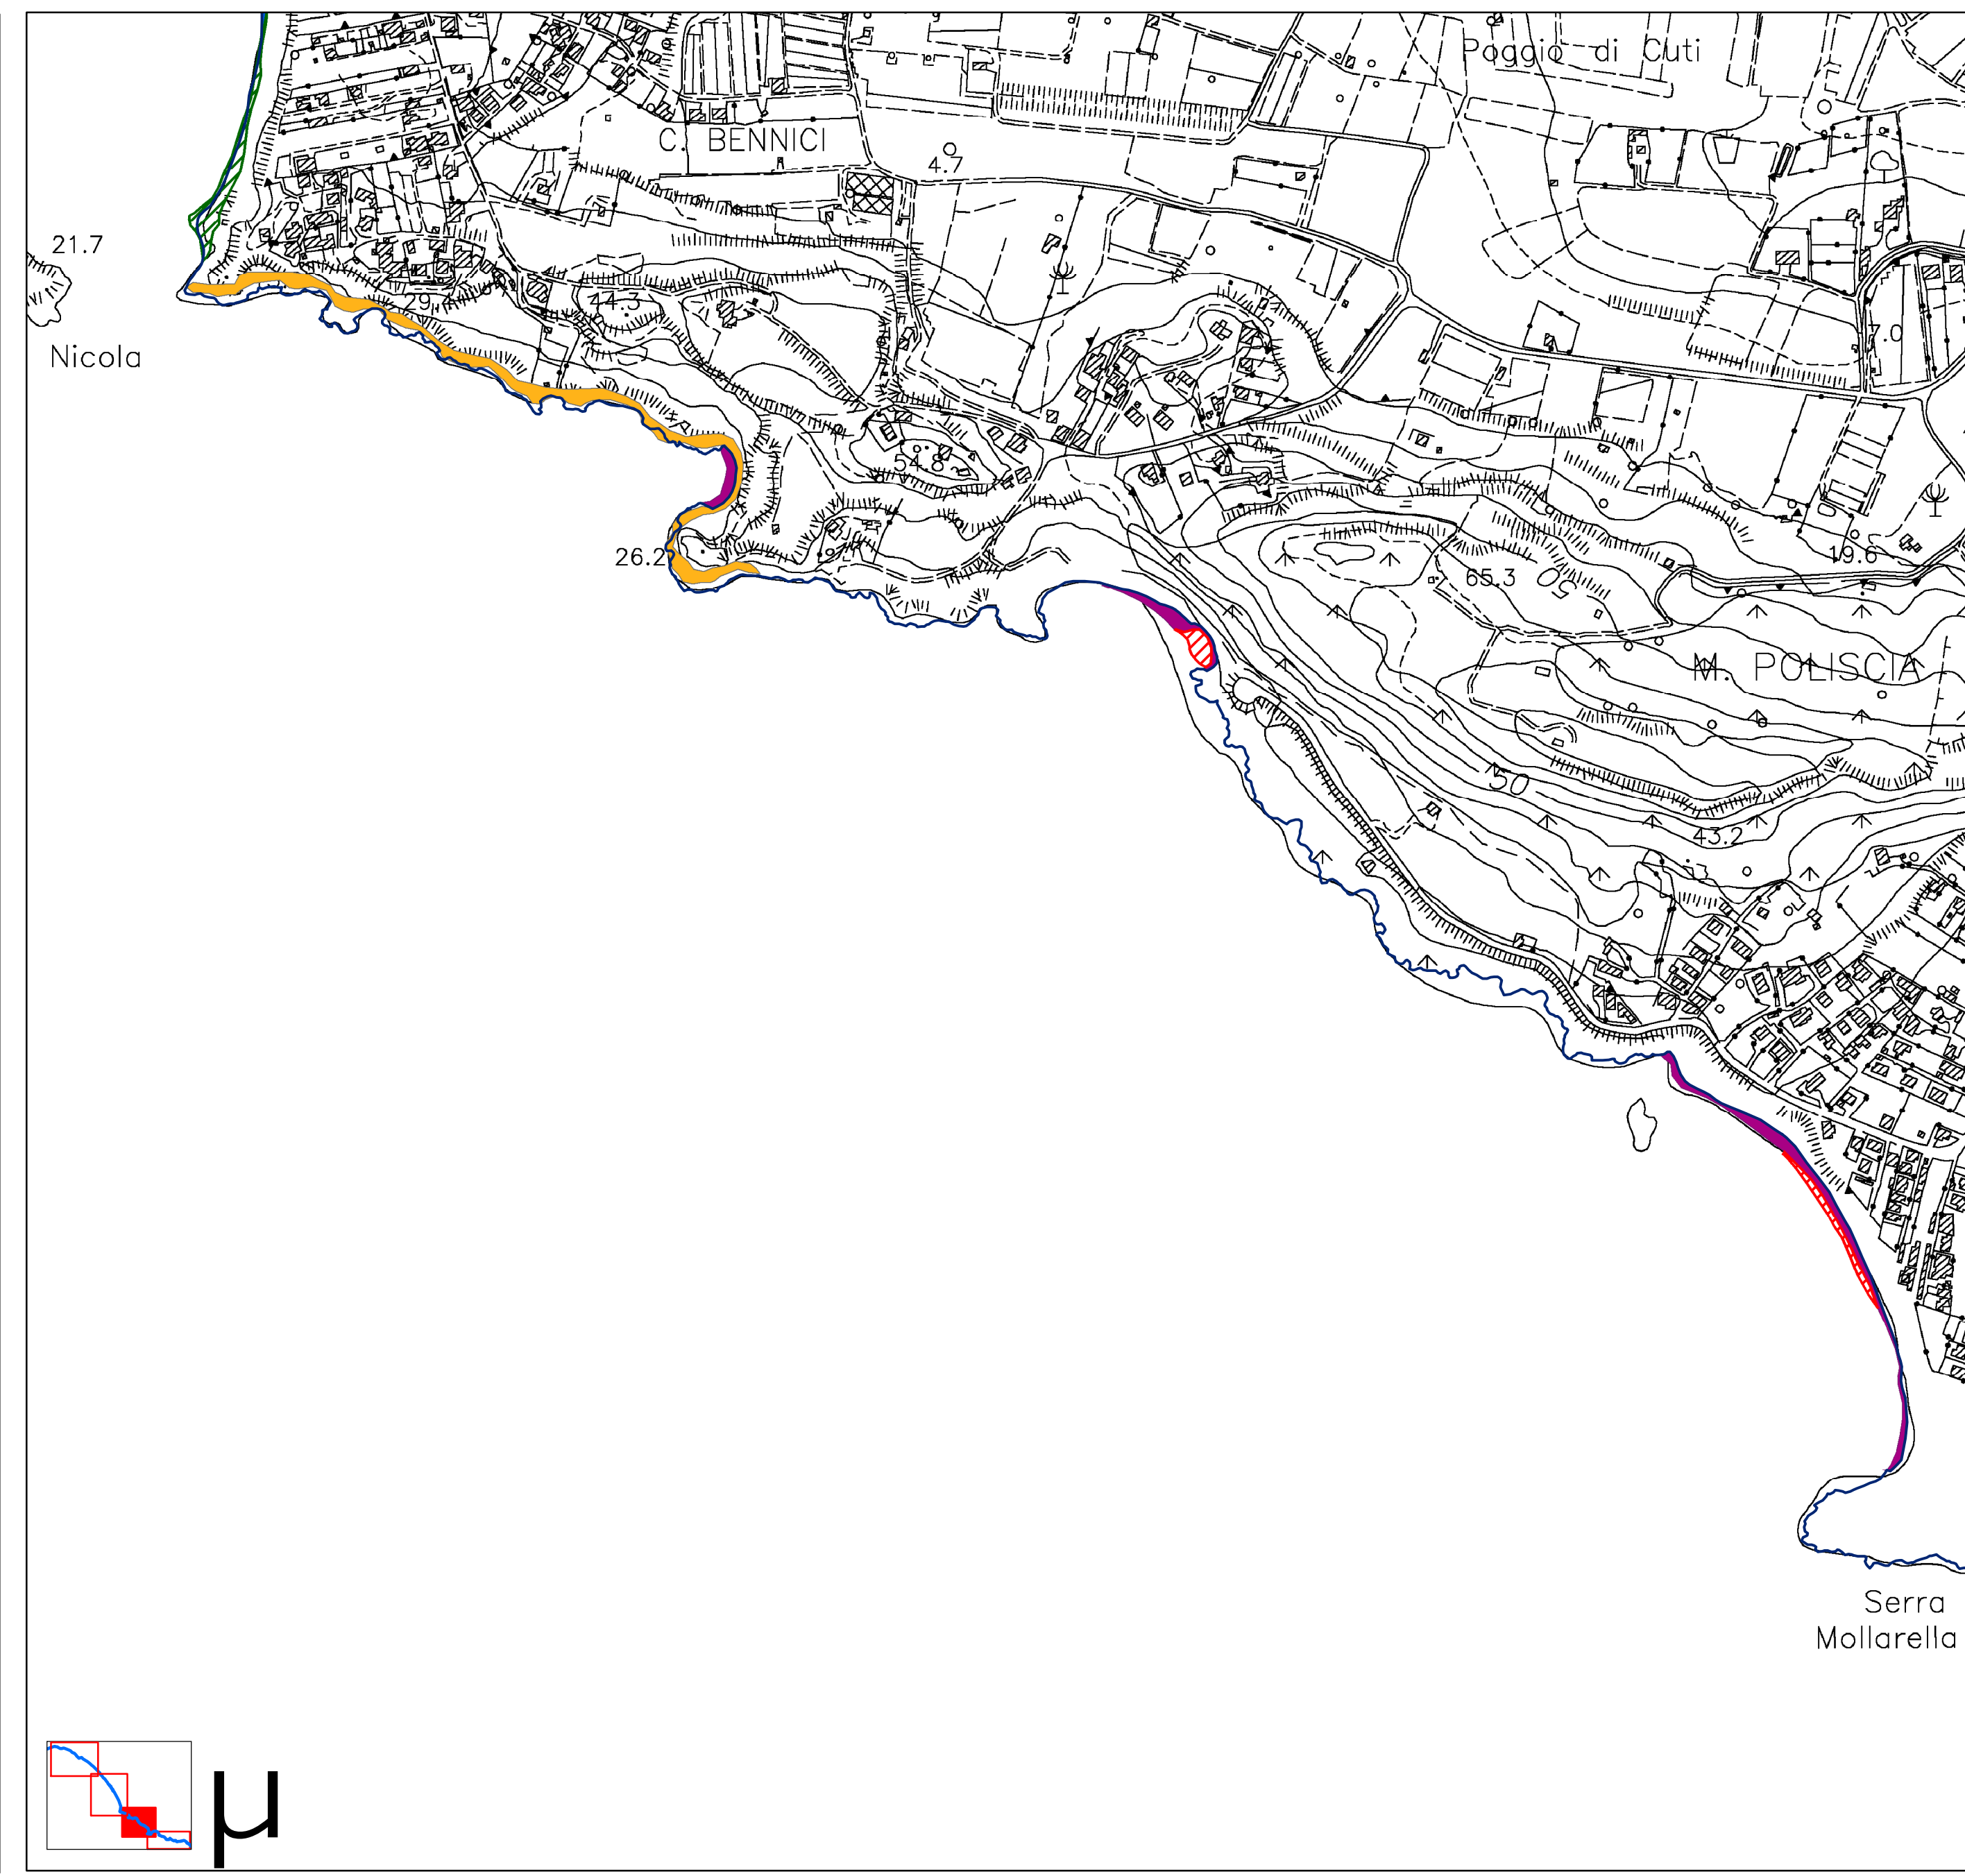 Poggio di Cuti
C. BENNICI
4.7
21.7
29.4
44.3
7.0
Nicola
54.8
26.2
19.6
65.3
50
M. POLISCIA
50
43.2
Serra
Mollarella
μ